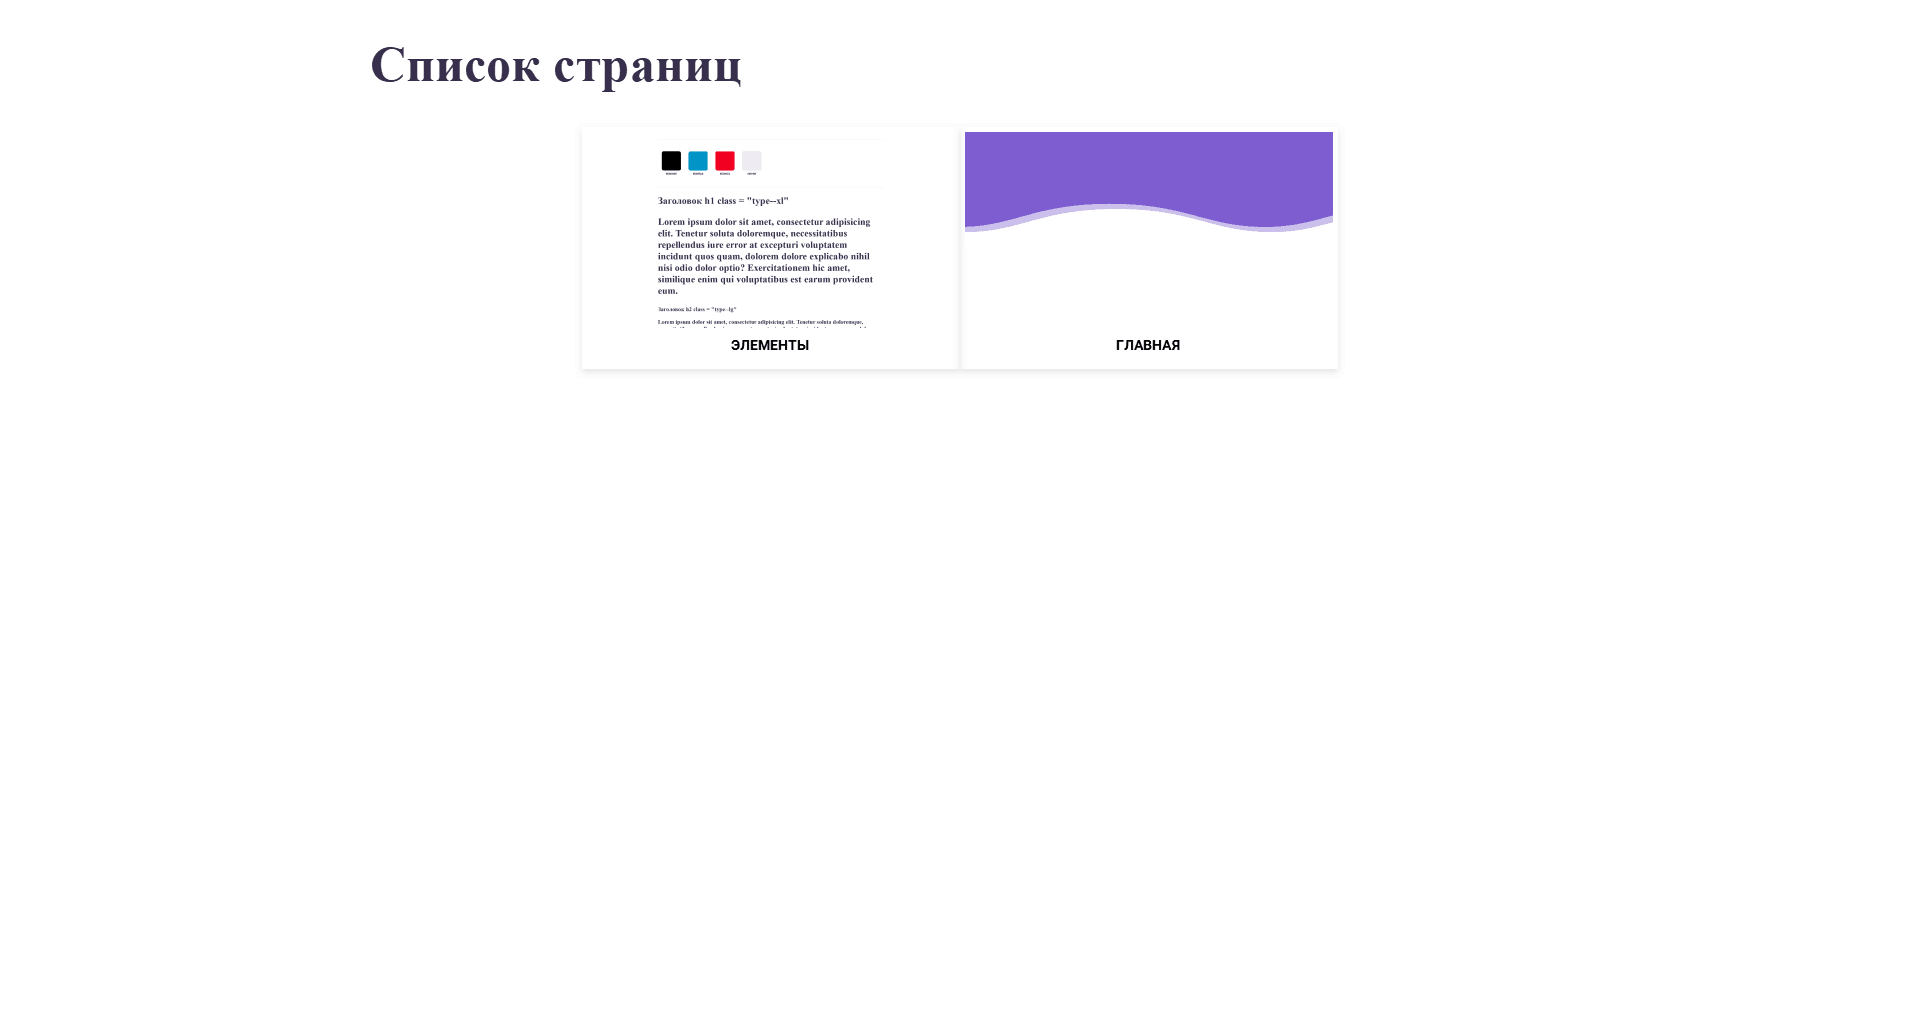 Список страниц
Заголовок h1 class = "type--xl"
Lorem ipsum dolor sit amet, consectetur adipisicing
elit. Tenetur soluta doloremque, necessitatibus
repellendus iure error at excepturi voluptatem
incidunt quos quam, dolorem dolore explicabo nihil
nisi odio dolor optio? Exercitationem hic amet,
similique enim qui voluptatibus est earum provident
eum.
Заголовок h2 class = "type--lg"
Lorem ipsum dolor sit amet, consectetur adipisicing elit. Tenetur soluta doloremque,
ЭЛЕМЕНТЫ
ГЛАВНАЯ